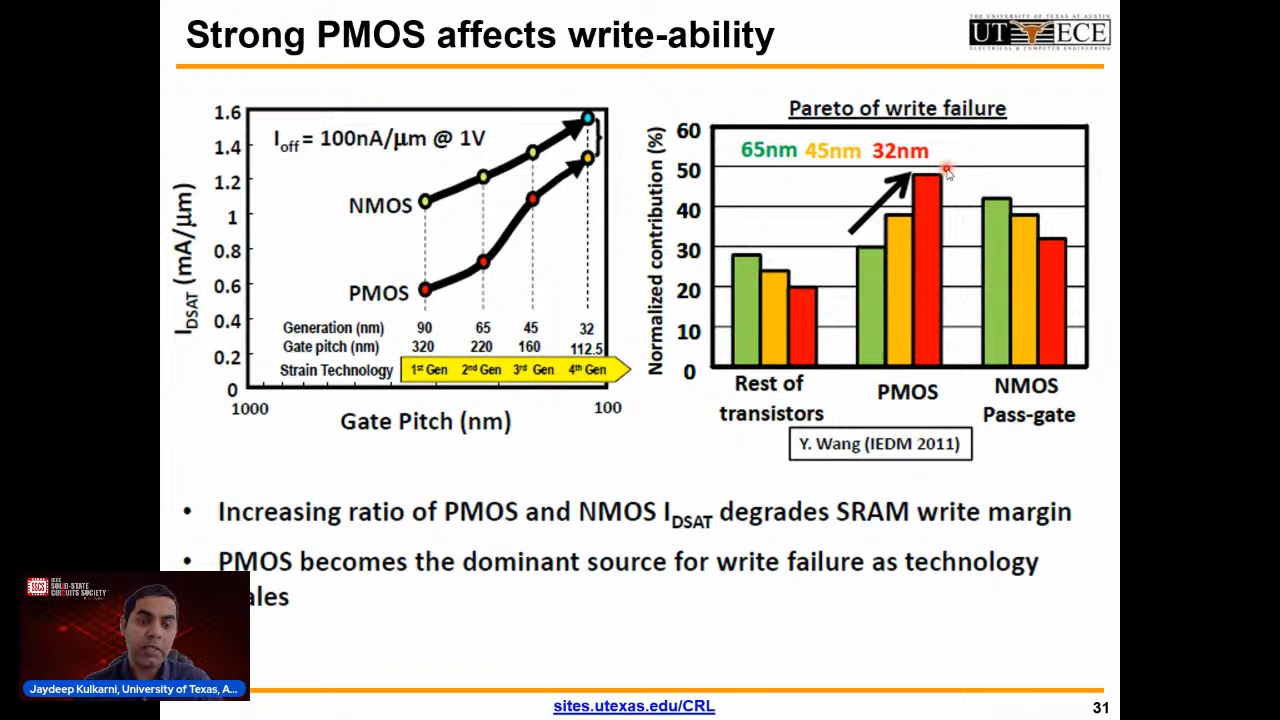 Strong PMOS affects write-ability
THE UNIVERSITY OF TEXAS AT AUSTIN
UT ECE
ELECTRICAL & COMPUTER ENGINEERING
1.6
1.4
1.2
1
0.8
0.6
0.4
0.2
0
IDSAT (mA/μm)
Ioff = 100nA/μm @ 1V
NMOS
PMOS
Generation (nm) 90 65 45 32
Gate pitch (nm) 320 220 160 112.5
Strain Technology 1st Gen 2nd Gen 3rd Gen 4th Gen
1000 100
Gate Pitch (nm)
Pareto of write failure
Normalized contribution (%)
60
50
40
30
20
10
0
65nm 45nm 32nm
Rest of transistors
PMOS
NMOS
Pass-gate
Y. Wang (IEDM 2011)
• Increasing ratio of PMOS and NMOS IDSAT degrades SRAM write margin
• PMOS becomes the dominant source for write failure as technology
ales
IEEE
SSCS
SOLID-STATE
CIRCUITS SOCIETY
Jaydeep Kulkarni, University of Texas, A...
sites.utexas.edu/CRL
31